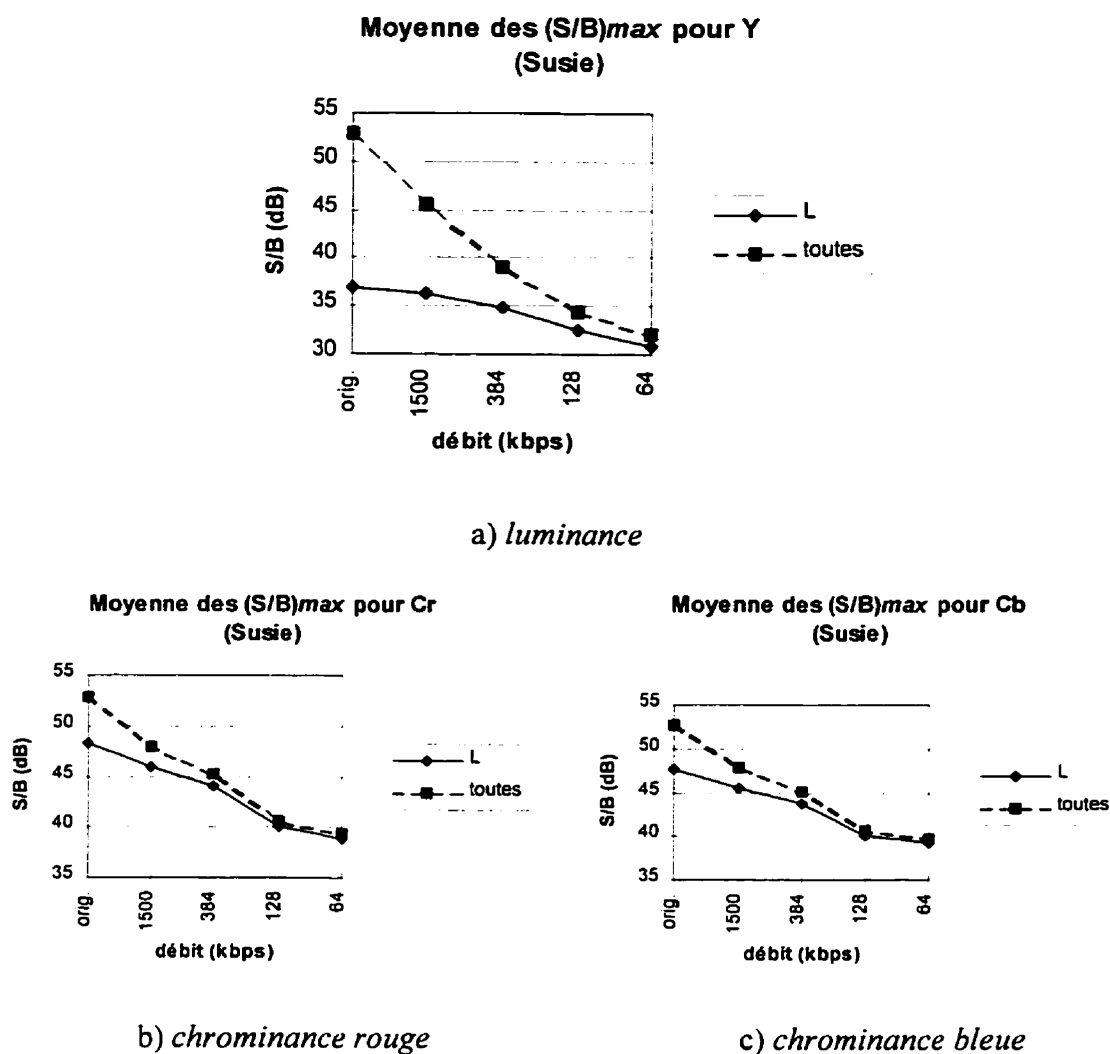 Moyenne des (S/B)max pour Y
(Susie)
55
50
45
40
35
30
S/B (dB)
orig.
1500
384
128
64
débit (kbps)
L
toutes
a) luminance
Moyenne des (S/B)max pour Cr
(Susie)
55
50
45
40
35
S/B (dB)
orig.
1500
384
128
64
débit (kbps)
L
toutes
b) chrominance rouge
Moyenne des (S/B)max pour Cb
(Susie)
55
50
45
40
35
S/B (dB)
orig.
1500
384
128
64
débit (kbps)
L
toutes
c) chrominance bleue